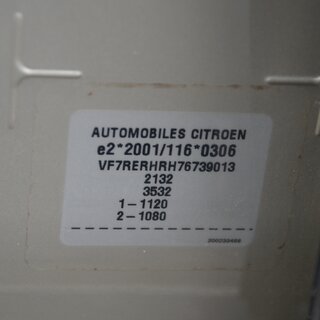 AUTOMOBILES CITROEN
e2*2001/116*0306
VF7RERHRH76739013
2132
3532
1-1120
2-1080